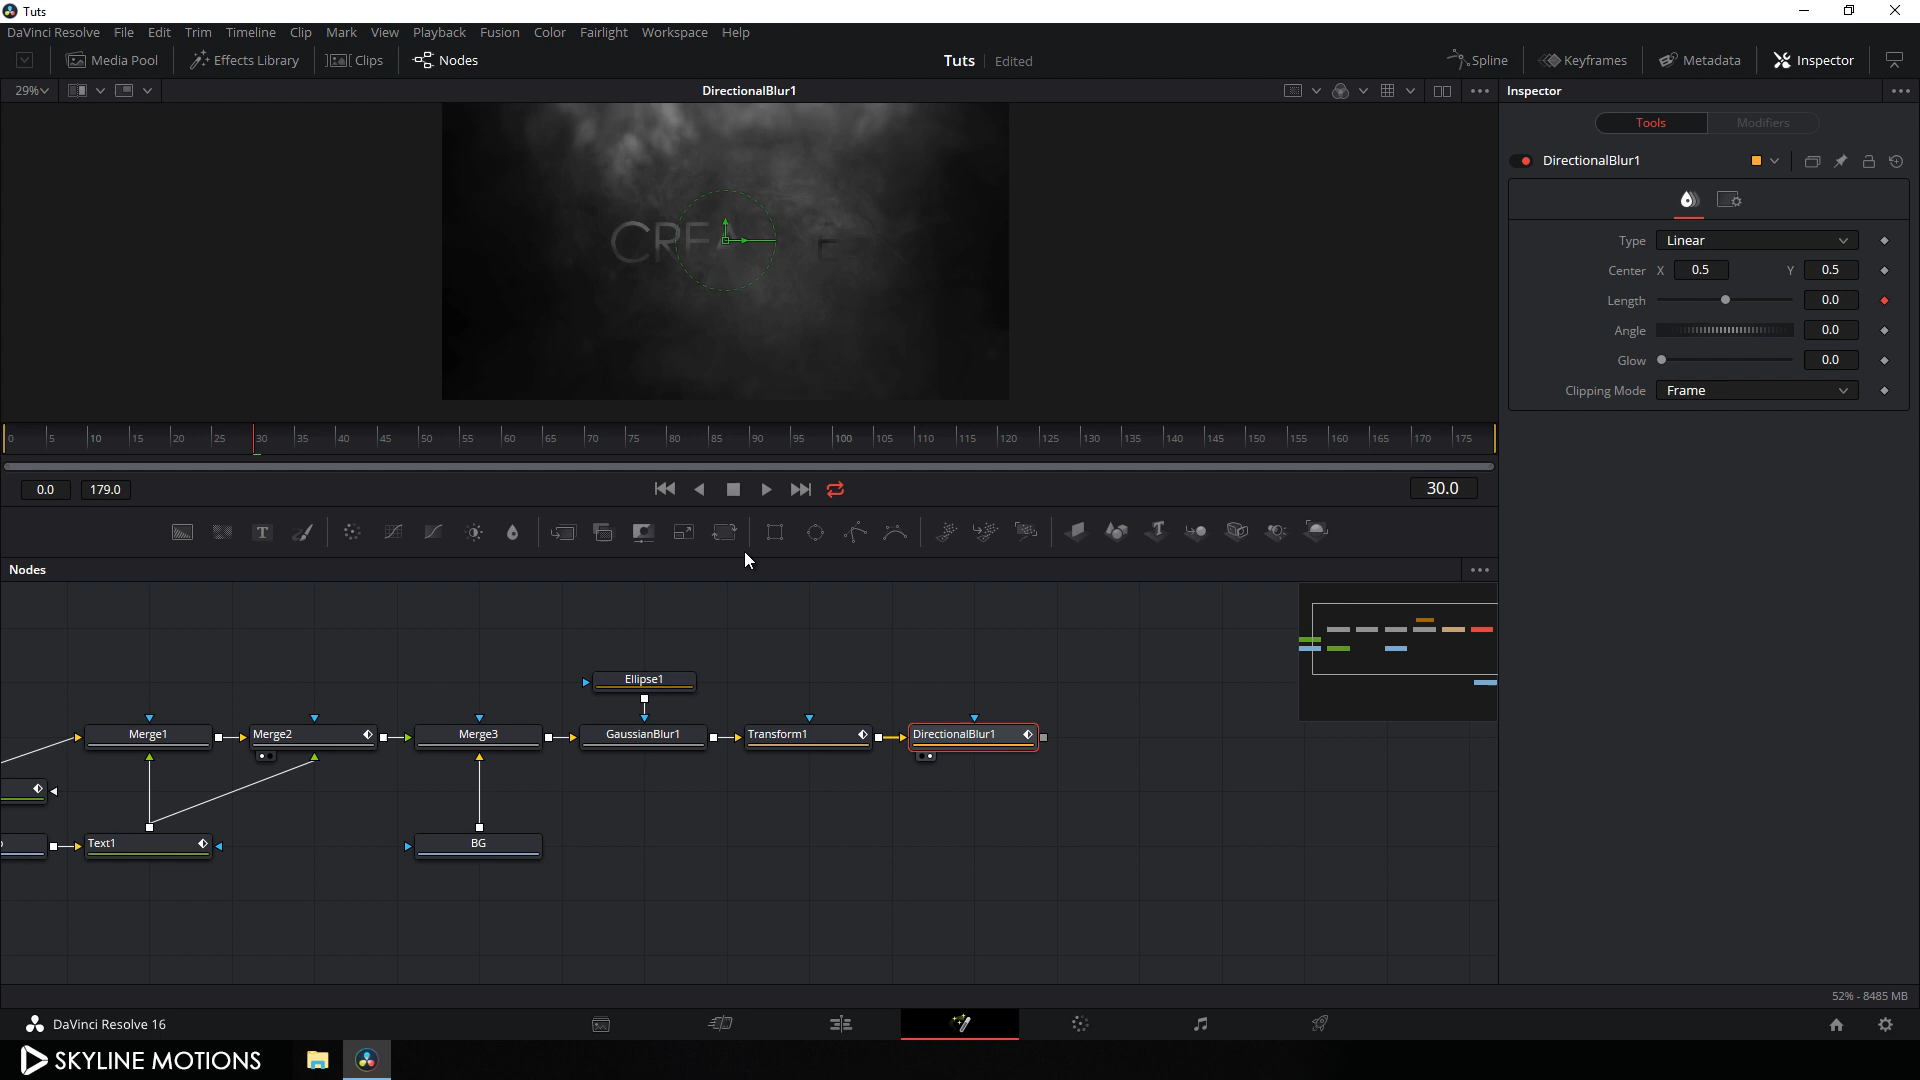 Tuts
DaVinci Resolve File Edit Trim Timeline Clip Mark View Playback Fusion Color Fairlight Workspace Help
Media Pool Effects Library Clips Nodes Tuts Edited Spline Keyframes Metadata Inspector
29% DirectionalBlur1 Inspector
Tools Modifiers
DirectionalBlur1
CREA E
Type Linear
Center X 0.5 Y 0.5
Length 0.0
Angle 0.0
Glow 0.0
Clipping Mode Frame
0 5 10 15 20 25 30 35 40 45 50 55 60 65 70 75 80 85 90 95 100 105 110 115 120 125 130 135 140 145 150 155 160 165 170 175
0.0 179.0 30.0
Nodes
Ellipse1
Merge1 Merge2 Merge3 GaussianBlur1 Transform1 DirectionalBlur1
Text1 BG
52% - 8485 MB
DaVinci Resolve 16
SKYLINE MOTIONS